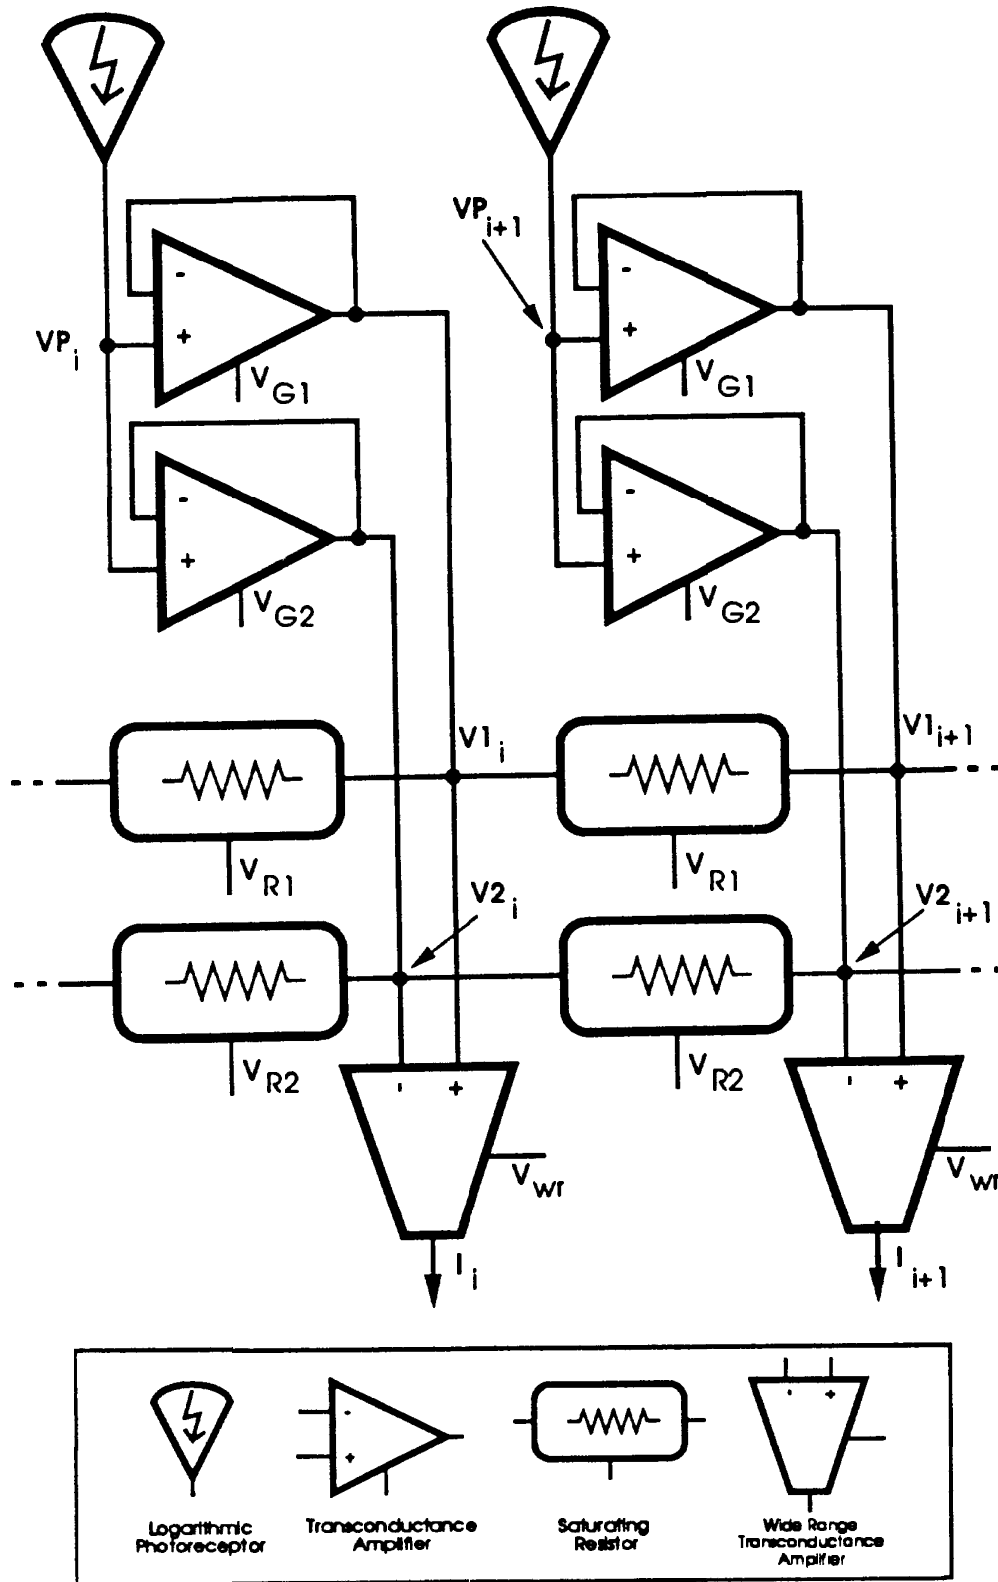 VP i+1
- -
VP i + +
V G1 V G1
- -
+ +
V G2 V G2
V1 i V1 i+1
V R1 V R1
V2 i V2 i+1
V R2 V R2
- + - +
V wr V wr
I i I i+1
- - +
+
Logarithmic Photoreceptor
Transconductance Amplifier
Saturating Resistor
Wide Range Transconductance Amplifier